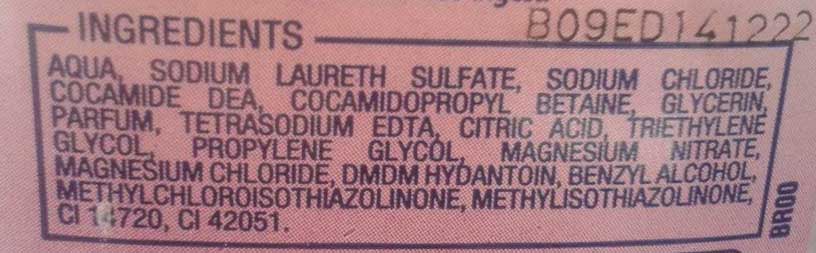 INGREDIENTS
B09ED141222
AQUA, SODIUM LAURETH SULFATE, SODIUM CHLORIDE,
COCAMIDE DEA, COCAMIDOPROPYL BETAINE, GLYCERIN,
PARFUM, TETRASODIUM EDTA, CITRIC ACID, TRIETHYLENE
GLYCOL, PROPYLENE GLYCOL, MAGNESIUM NITRATE,
MAGNESIUM CHLORIDE, DMDM HYDANTOIN, BENZYL ALCOHOL,
METHYLCHLOROISOTHIAZOLINONE, METHYLISOTHIAZOLINONE,
CI 14720, CI 42051.
BR00